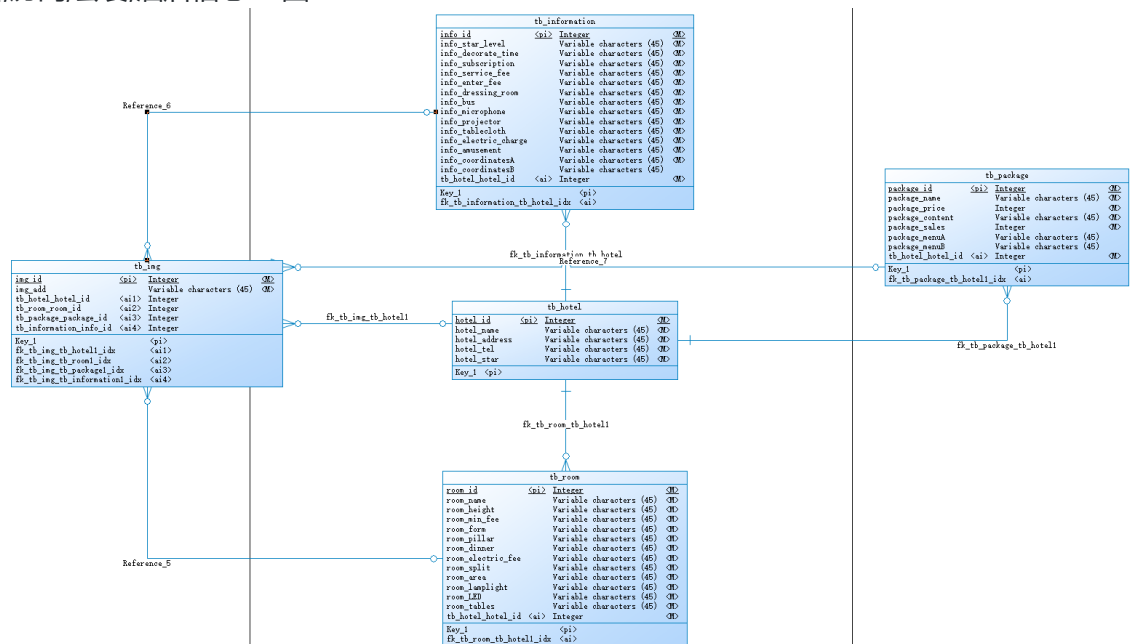 tb_information
info_id <pi> Integer <M>
info_star_level Variable characters (45) <M>
info_decorate_time Variable characters (45) <M>
info_subscription Variable characters (45) <M>
info_service_fee Variable characters (45) <M>
info_enter_fee Variable characters (45) <M>
info_dressing_room Variable characters (45) <M>
info_bus Variable characters (45) <M>
info_microphone Variable characters (45) <M>
info_projector Variable characters (45) <M>
info_tablecloth Variable characters (45) <M>
info_electric_charge Variable characters (45) <M>
info_amusement Variable characters (45) <M>
info_coordinatesA Variable characters (45) <M>
info_coordinatesB Variable characters (45)
tb_hotel_hotel_id <ai> Integer <M>
Key_1 <pi>
fk_tb_information_tb_hotel_idx <ai>
Reference_6
tb_package
package_id <pi> Integer <M>
package_name Variable characters (45) <M>
package_price Integer <M>
package_content Variable characters (45) <M>
package_sales Integer <M>
package_menuA Variable characters (45)
package_menuB Variable characters (45)
tb_hotel_hotel_id <ai> Integer <M>
Key_1 <pi>
fk_tb_package_tb_hotel1_idx <ai>
fk_tb_information_tb_hotel
Reference_7
tb_img
img_id <pi> Integer <M>
img_add Variable characters (45) <M>
tb_hotel_hotel_id <ai1> Integer
tb_room_room_id <ai2> Integer
tb_package_package_id <ai3> Integer
tb_information_info_id <ai4> Integer
Key_1 <pi>
fk_tb_img_tb_hotel1_idx <ai1>
fk_tb_img_tb_room1_idx <ai2>
fk_tb_img_tb_package1_idx <ai3>
fk_tb_img_tb_information1_idx <ai4>
fk_tb_img_tb_hotel1
tb_hotel
hotel_id <pi> Integer <M>
hotel_name Variable characters (45) <M>
hotel_address Variable characters (45) <M>
hotel_tel Variable characters (45) <M>
hotel_star Variable characters (45) <M>
Key_1 <pi>
fk_tb_package_tb_hotel1
fk_tb_room_tb_hotel1
tb_room
room_id <pi> Integer <M>
room_name Variable characters (45) <M>
room_height Variable characters (45) <M>
room_min_fee Variable characters (45) <M>
room_form Variable characters (45) <M>
room_pillar Variable characters (45) <M>
room_dinner Variable characters (45) <M>
room_electric_fee Variable characters (45) <M>
room_split Variable characters (45) <M>
room_area Variable characters (45) <M>
room_lamplight Variable characters (45) <M>
room_LED Variable characters (45) <M>
room_tables Variable characters (45) <M>
tb_hotel_hotel_id <ai> Integer <M>
Key_1 <pi>
fk_tb_room_tb_hotel1_idx <ai>
Reference_5